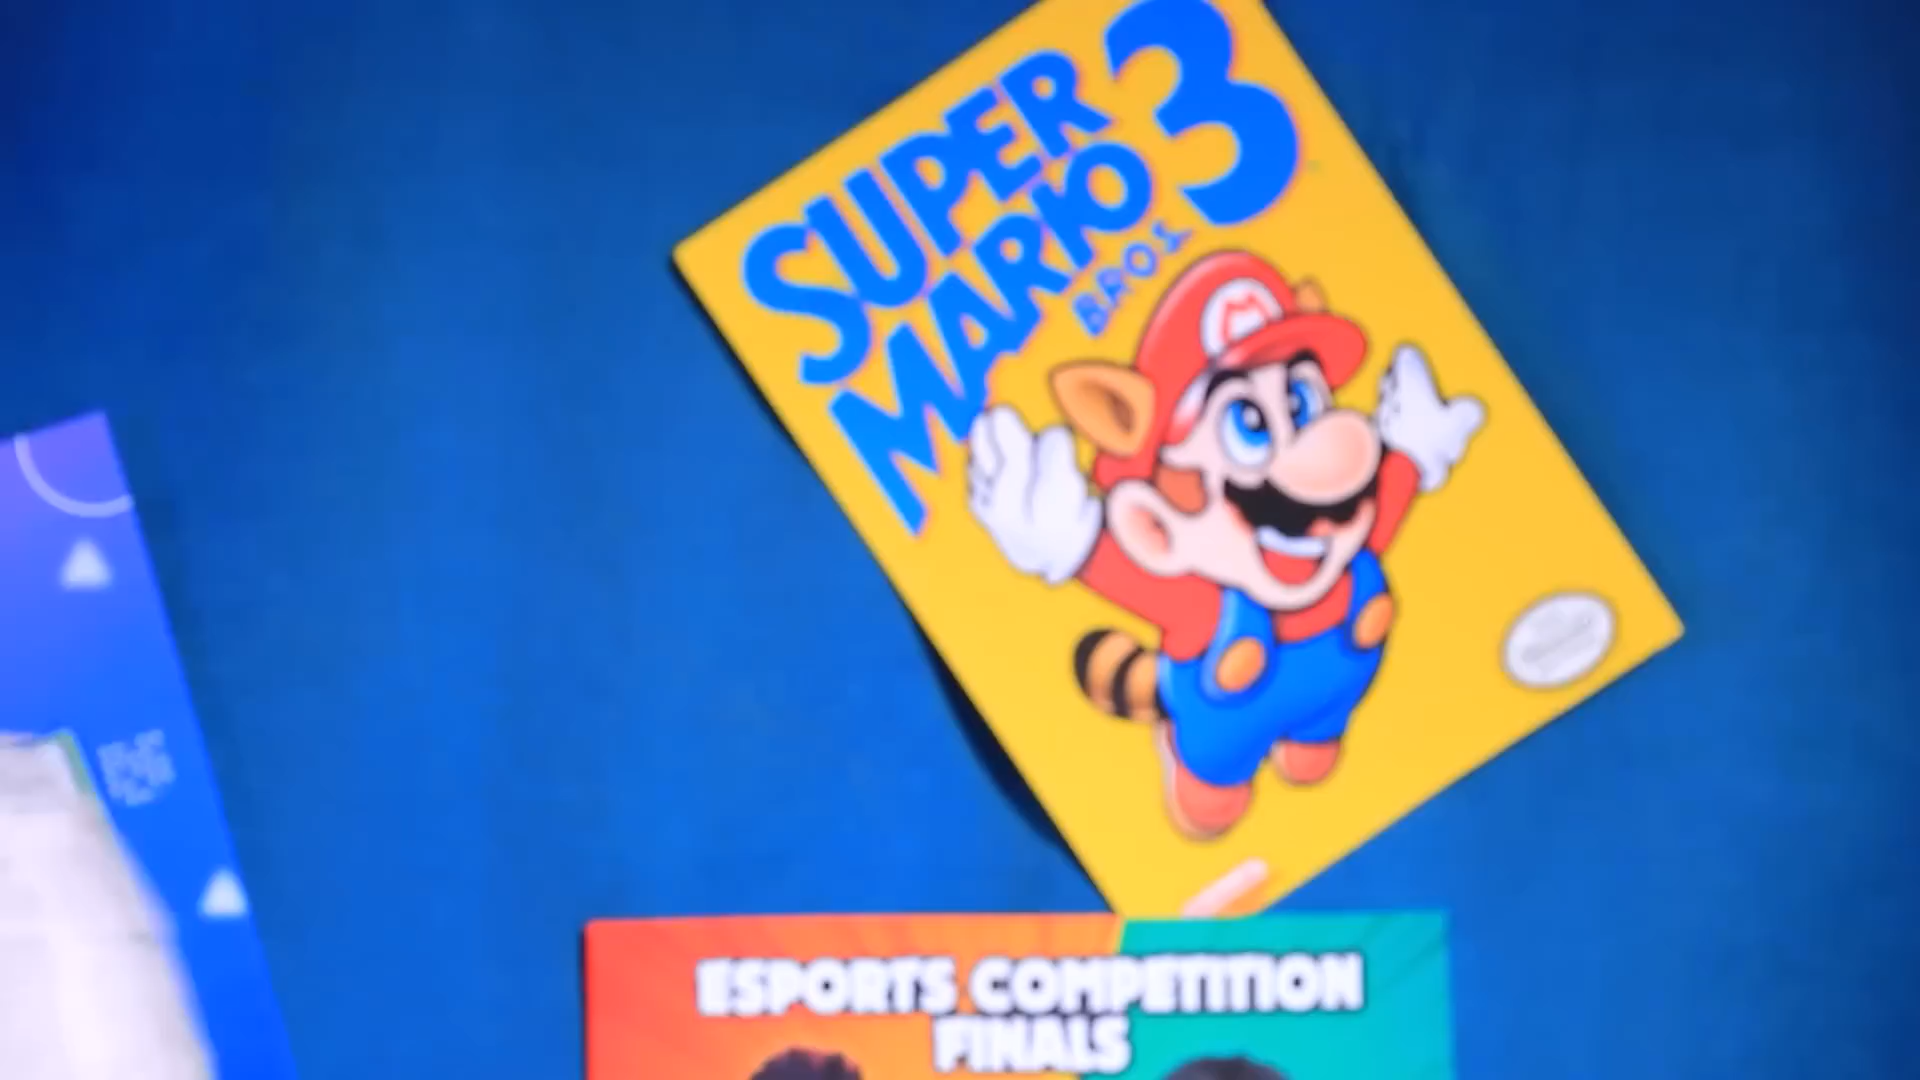 SUPER
MARIO
BROS.
3
M
ESPORTS COMPETITION
FINALS